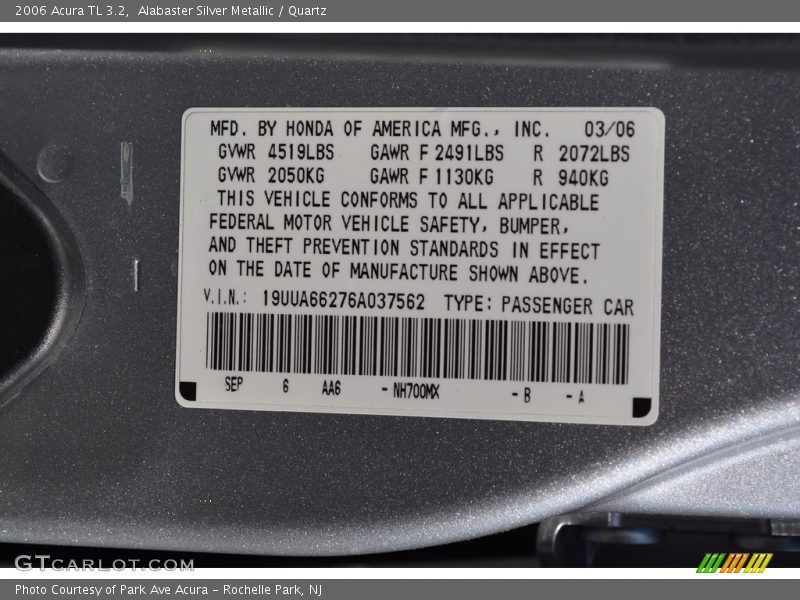 2006 Acura TL 3.2, Alabaster Silver Metallic / Quartz
MFD. BY HONDA OF AMERICA MFG., INC. 03/06
GVWR 4519LBS GAWR F 2491LBS R 2072LBS
GVWR 2050KG GAWR F 1130KG R 940KG
THIS VEHICLE CONFORMS TO ALL APPLICABLE
FEDERAL MOTOR VEHICLE SAFETY, BUMPER,
AND THEFT PREVENTION STANDARDS IN EFFECT
ON THE DATE OF MANUFACTURE SHOWN ABOVE.
V.I.N.: 19UUA66276A037562 TYPE: PASSENGER CAR
SEP 6 AA6 -NH700MX -B -A
GTCARLOT.COM
Photo Courtesy of Park Ave Acura - Rochelle Park, NJ